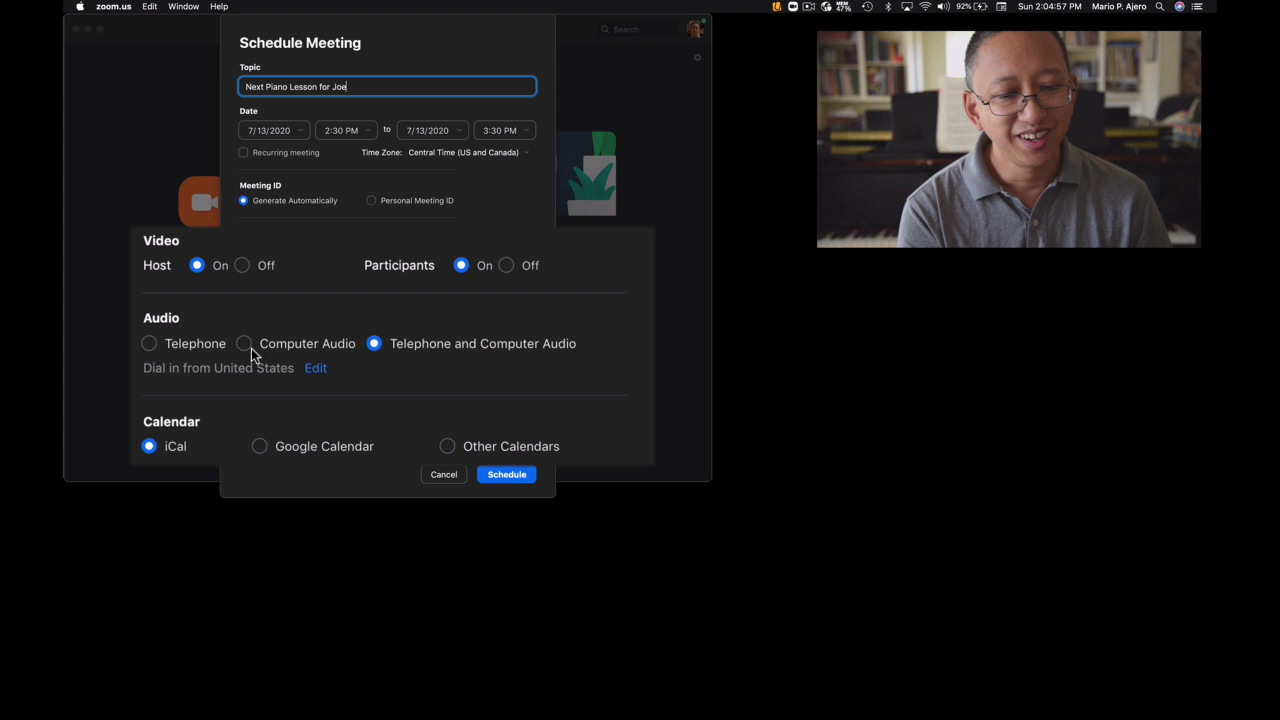 zoom.us Edit Window Help MEM 47% 92% Sun 2:04:57 PM Mario P. Ajero
Search
Schedule Meeting
Topic
Next Piano Lesson for Joe
Date
7/13/2020 2:30 PM to 7/13/2020 3:30 PM
Recurring meeting Time Zone: Central Time (US and Canada)
Meeting ID
Generate Automatically Personal Meeting ID
Video
Host On Off Participants On Off
Audio
Telephone Computer Audio Telephone and Computer Audio
Dial in from United States Edit
Calendar
iCal Google Calendar Other Calendars
Cancel Schedule